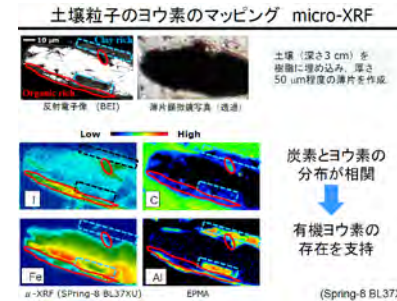 土壌粒子のヨウ素のマッピング micro-XRF
10 μm
Clay rich
Organic rich
反射電子像 (BEI)
薄片顕微鏡写真（透過）
土壌（深さ3 cm）を
樹脂に埋め込み、厚さ
50 um程度の薄片を作成
Low
High
I
C
Fe
Al
炭素とヨウ素の
分布が相関
有機ヨウ素の
存在を支持
μ-XRF (SPring-8 BL37XU)
EPMA
(Spring-8 BL37X